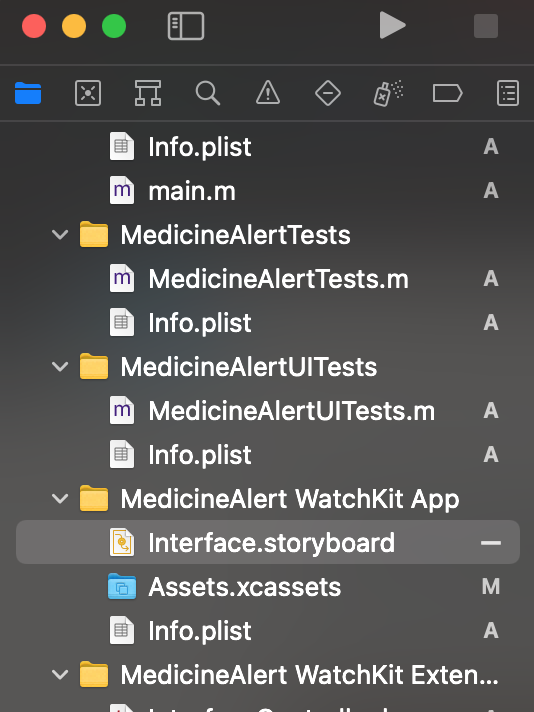 Info.plist A
m main.m A
MedicineAlertTests
m MedicineAlertTests.m A
Info.plist A
MedicineAlertUITests
m MedicineAlertUITests.m A
Info.plist A
MedicineAlert WatchKit App
Interface.storyboard –
Assets.xcassets M
Info.plist A
MedicineAlert WatchKit Exten...